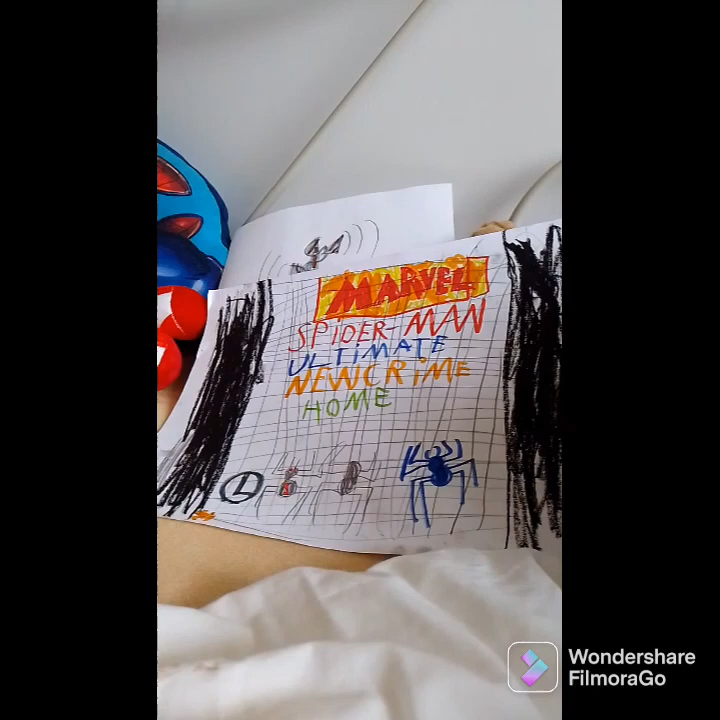 MARVEL
SPiDER-MAN
ULTiMATE
NEWCRiME
HOME
Wondershare
FilmoraGo